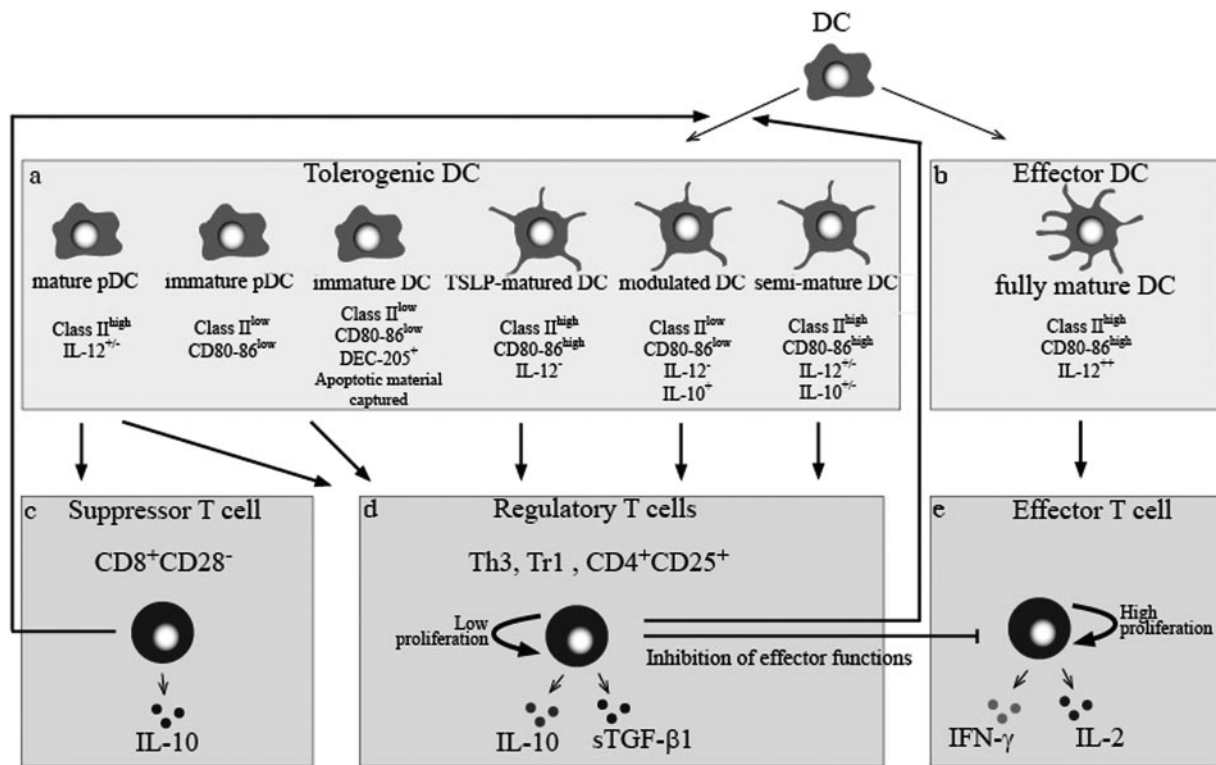 DC
a
Tolerogenic DC
mature pDC
Class II^high
IL-12^+/-
immature pDC
Class II^low
CD80-86^low
immature DC
Class II^low
CD80-86^low
DEC-205^+
Apoptotic material
captured
TSLP-matured DC
Class II^high
CD80-86^high
IL-12^-
modulated DC
Class II^low
CD80-86^low
IL-12^-
IL-10^+
semi-mature DC
Class II^high
CD80-86^high
IL-12^+/-
IL-10^+/-
b
Effector DC
fully mature DC
Class II^high
CD80-86^high
IL-12^++
c
Suppressor T cell
CD8^+CD28^-
IL-10
d
Regulatory T cells
Th3, Tr1 , CD4^+CD25^+
Low
proliferation
Inhibition of effector functions
IL-10
sTGF-β1
e
Effector T cell
High
proliferation
IFN-γ
IL-2